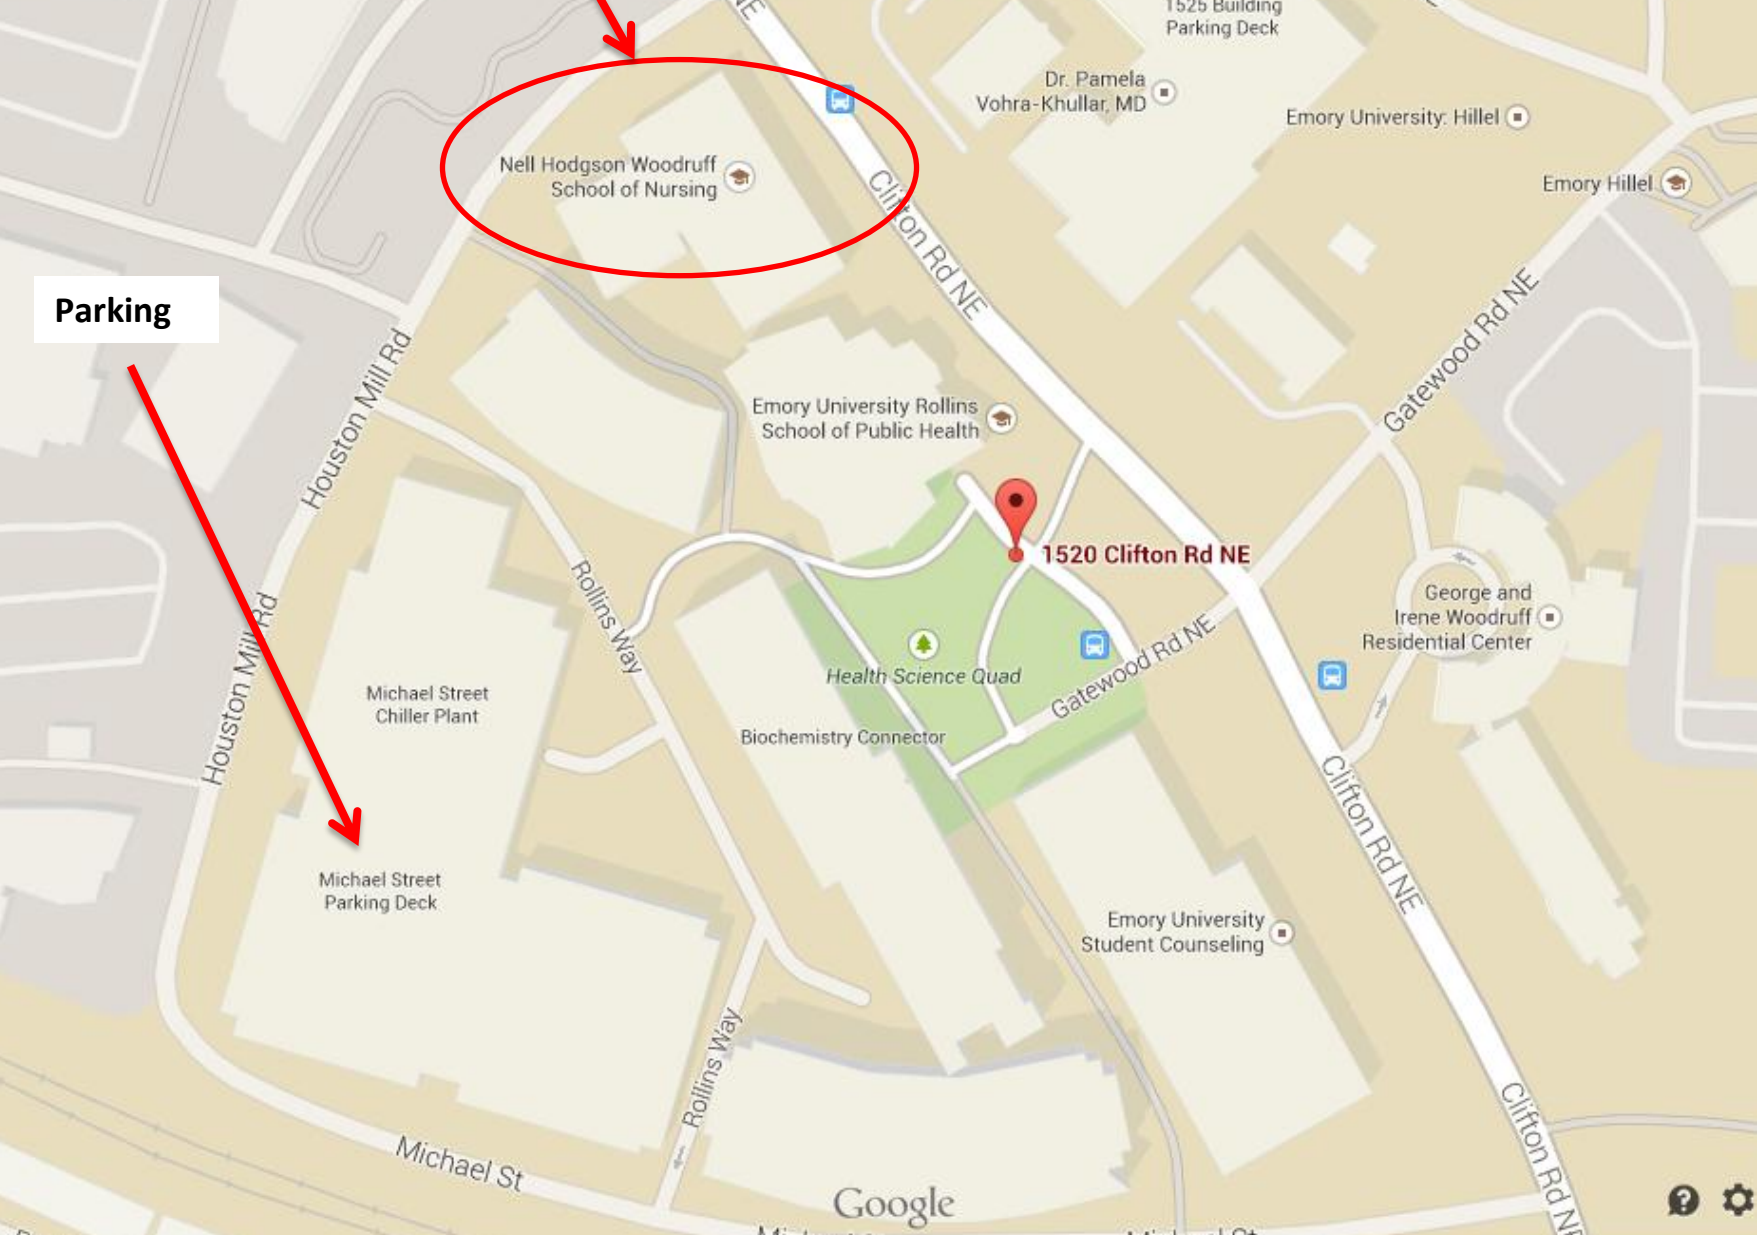 NE
1525 Building
Parking Deck
Dr. Pamela
Vohra-Khullar, MD
Emory University: Hillel
Nell Hodgson Woodruff
School of Nursing
Emory Hillel
Clifton Rd NE
Parking
Gatewood Rd NE
Houston Mill Rd
Emory University Rollins
School of Public Health
1520 Clifton Rd NE
Rollins Way
George and
Irene Woodruff
Residential Center
Houston Mill Rd
Health Science Quad
Gatewood Rd NE
Michael Street
Chiller Plant
Biochemistry Connector
Clifton Rd NE
Michael Street
Parking Deck
Emory University
Student Counseling
Rollins Way
Clifton Rd NE
Michael St
Google